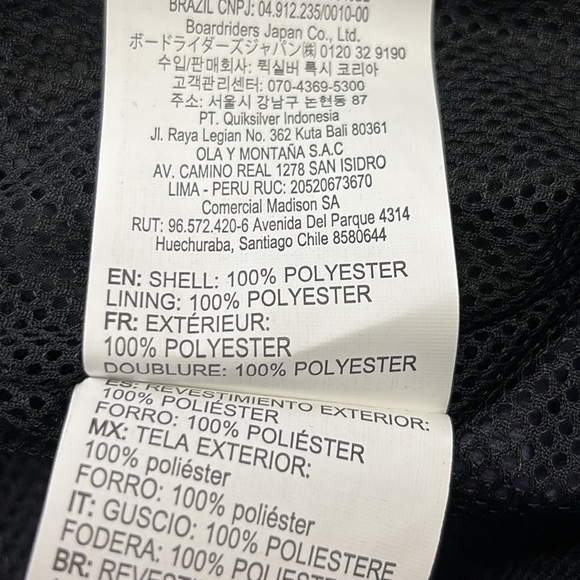 BRAZIL CNPJ: 04.912.235/0010-00
Boardriders Japan Co., Ltd.
ボードライダーズジャパン㈱ 0120 32 9190
수입/판매회사: 퀵실버 록시 코리아
고객관리센터: 070-4369-5300
주소: 서울시 강남구 논현동 87
PT. Quiksilver Indonesia
Jl. Raya Legian No. 362 Kuta Bali 80361
OLA Y MONTAÑA S.A.C
AV. CAMINO REAL 1278 SAN ISIDRO
LIMA - PERU RUC: 20520673670
Comercial Madison SA
RUT: 96.572.420-6 Avenida Del Parque 4314
Huechuraba, Santiago Chile 8580644
EN: SHELL: 100% POLYESTER
LINING: 100% POLYESTER
FR: EXTÉRIEUR:
100% POLYESTER
DOUBLURE: 100% POLYESTER
ES: REVESTIMIENTO EXTERIOR:
100% POLIÉSTER
FORRO: 100% POLIÉSTER
MX: TELA EXTERIOR:
100% poliéster
FORRO: 100% poliéster
IT: GUSCIO: 100% POLIESTERE
FODERA: 100% POLIESTERE
BR: